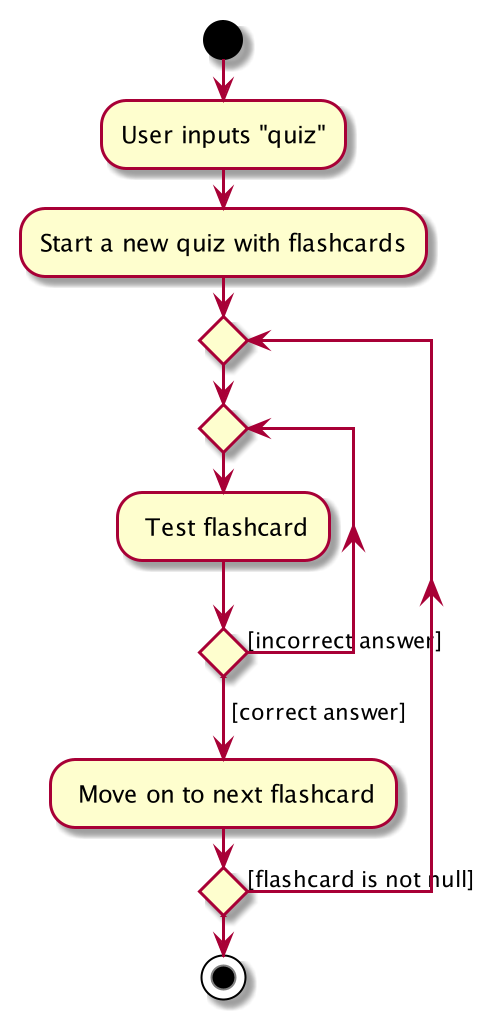 User inputs "quiz"
Start a new quiz with flashcards
Test flashcard
[incorrect answer]
[correct answer]
Move on to next flashcard
[flashcard is not null]